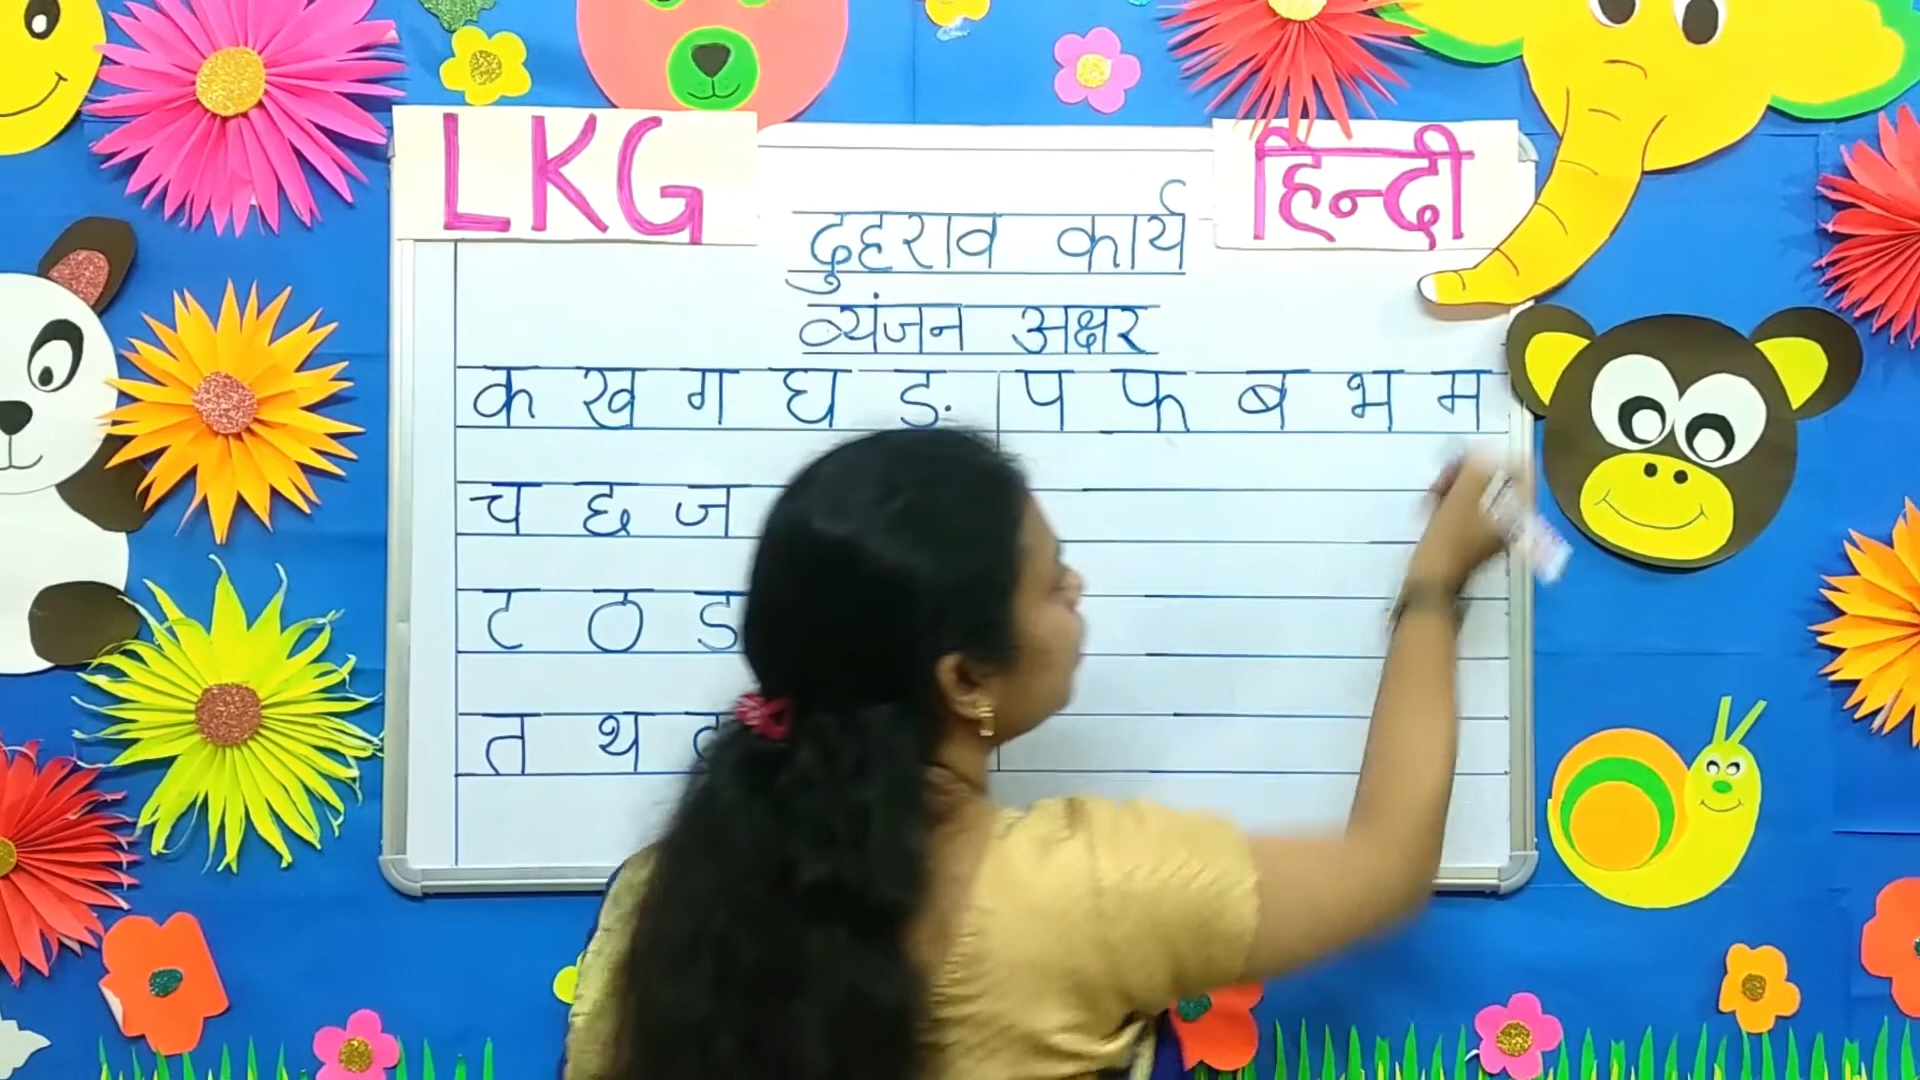 LKG हिन्दी
दुहराव कार्य
व्यंजन अक्षर
क ख ग घ ङ प फ ब भ म
च छ ज
ट ठ ड
त थ